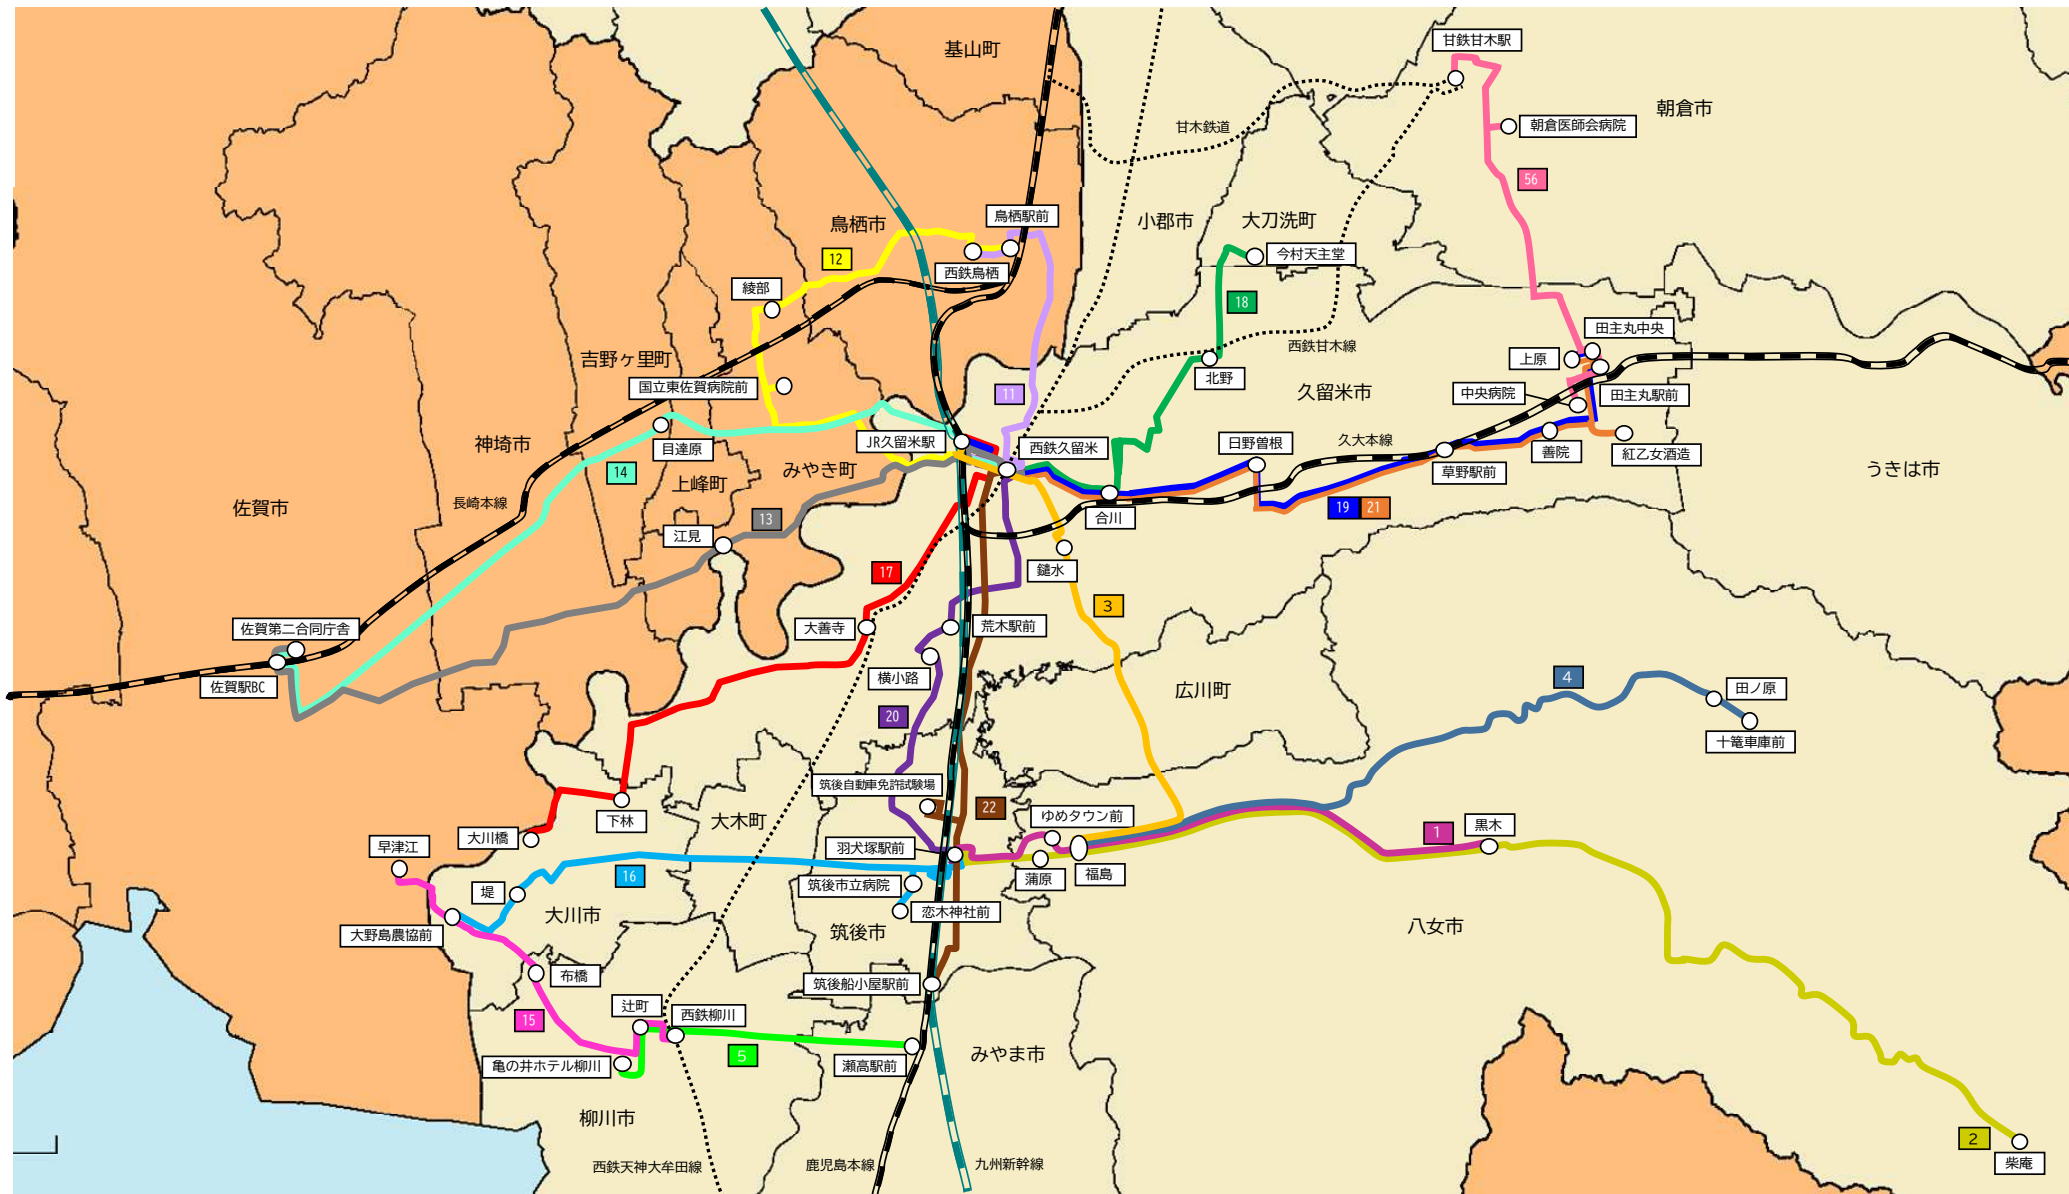 基山町
甘鉄甘木駅
朝倉市
甘木鉄道
朝倉医師会病院
56
鳥栖市
鳥栖駅前
小郡市
大刀洗町
今村天主堂
12
西鉄鳥栖
綾部
18
田主丸中央
吉野ヶ里町
西鉄甘木線
上原
国立東佐賀病院前
北野
11
久留米市
中央病院
田主丸駅前
神埼市
目達原
JR久留米駅
西鉄久留米
日野曽根
久大本線
善院
紅乙女酒造
14
みやき町
草野駅前
うきは市
上峰町
佐賀市
長崎本線
13
合川
19
21
江見
17
鑓水
3
佐賀第二合同庁舎
大善寺
荒木駅前
佐賀駅BC
横小路
広川町
4
田ノ原
20
十篭車庫前
筑後自動車免許試験場
22
下林
大木町
ゆめタウン前
大川橋
1
黒木
早津江
羽犬塚駅前
16
蒲原
福島
堤
筑後市立病院
大川市
恋木神社前
大野島農協前
筑後市
八女市
布橋
筑後船小屋駅前
辻町
西鉄柳川
15
5
みやま市
亀の井ホテル柳川
瀬高駅前
柳川市
2
西鉄天神大牟田線
鹿児島本線
九州新幹線
柴庵